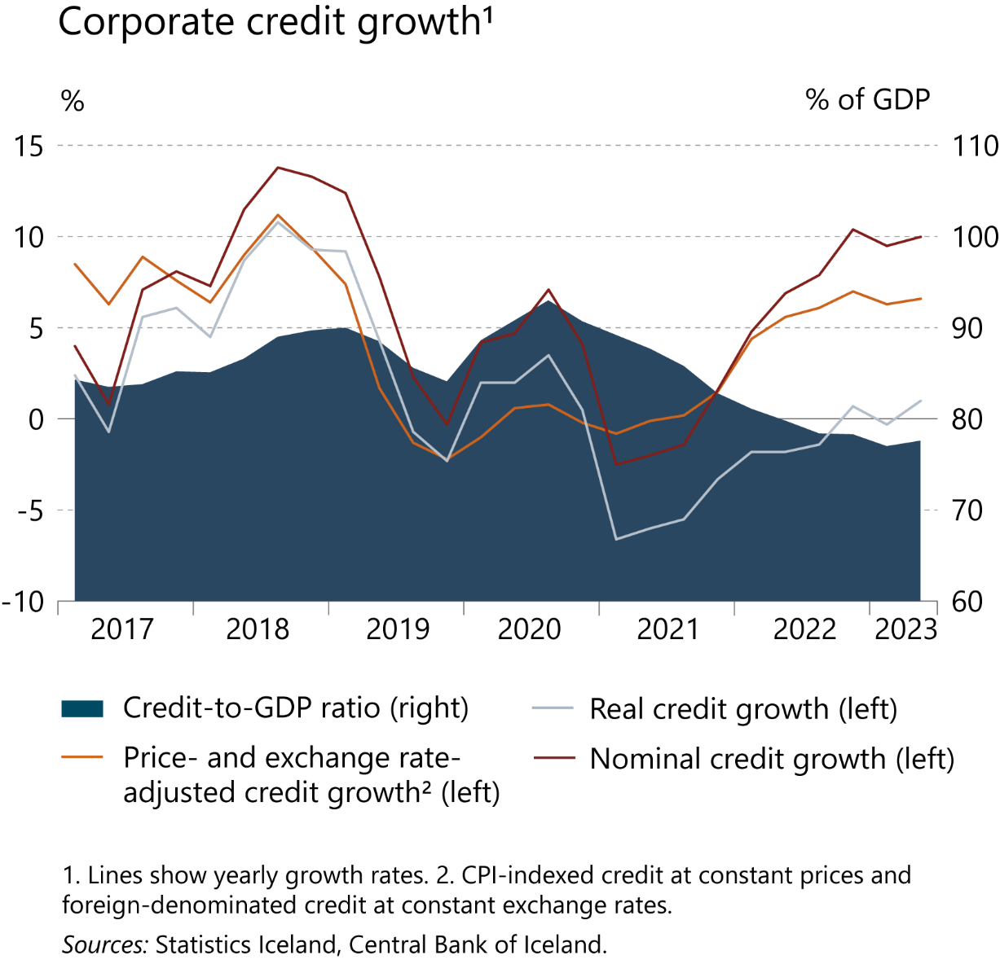 Corporate credit growth¹
%
% of GDP
15
110
10
100
5
90
0
80
-5
70
-10
60
2017 2018 2019 2020 2021 2022 2023
Credit-to-GDP ratio (right)
Real credit growth (left)
Price- and exchange rate-
adjusted credit growth² (left)
Nominal credit growth (left)
1. Lines show yearly growth rates. 2. CPI-indexed credit at constant prices and
foreign-denominated credit at constant exchange rates.
Sources: Statistics Iceland, Central Bank of Iceland.